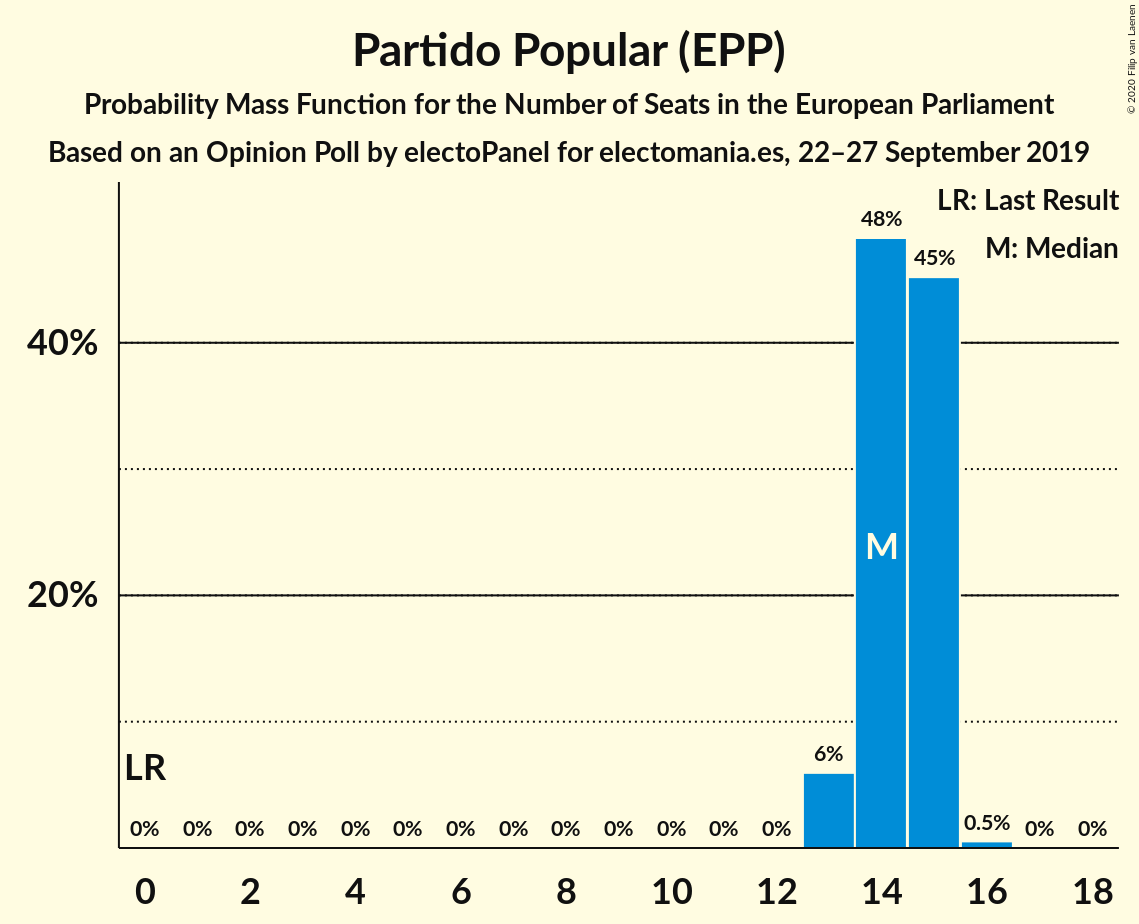 Partido Popular (EPP)
Probability Mass Function for the Number of Seats in the European Parliament
Based on an Opinion Poll by electoPanel for electomania.es, 22–27 September 2019
© 2020 Filip van Laenen
LR: Last Result
M: Median
48%
45%
40%
M
20%
6%
LR
0% 0% 0% 0% 0% 0% 0% 0% 0% 0% 0% 0% 0% 0.5% 0% 0%
0 2 4 6 8 10 12 14 16 18